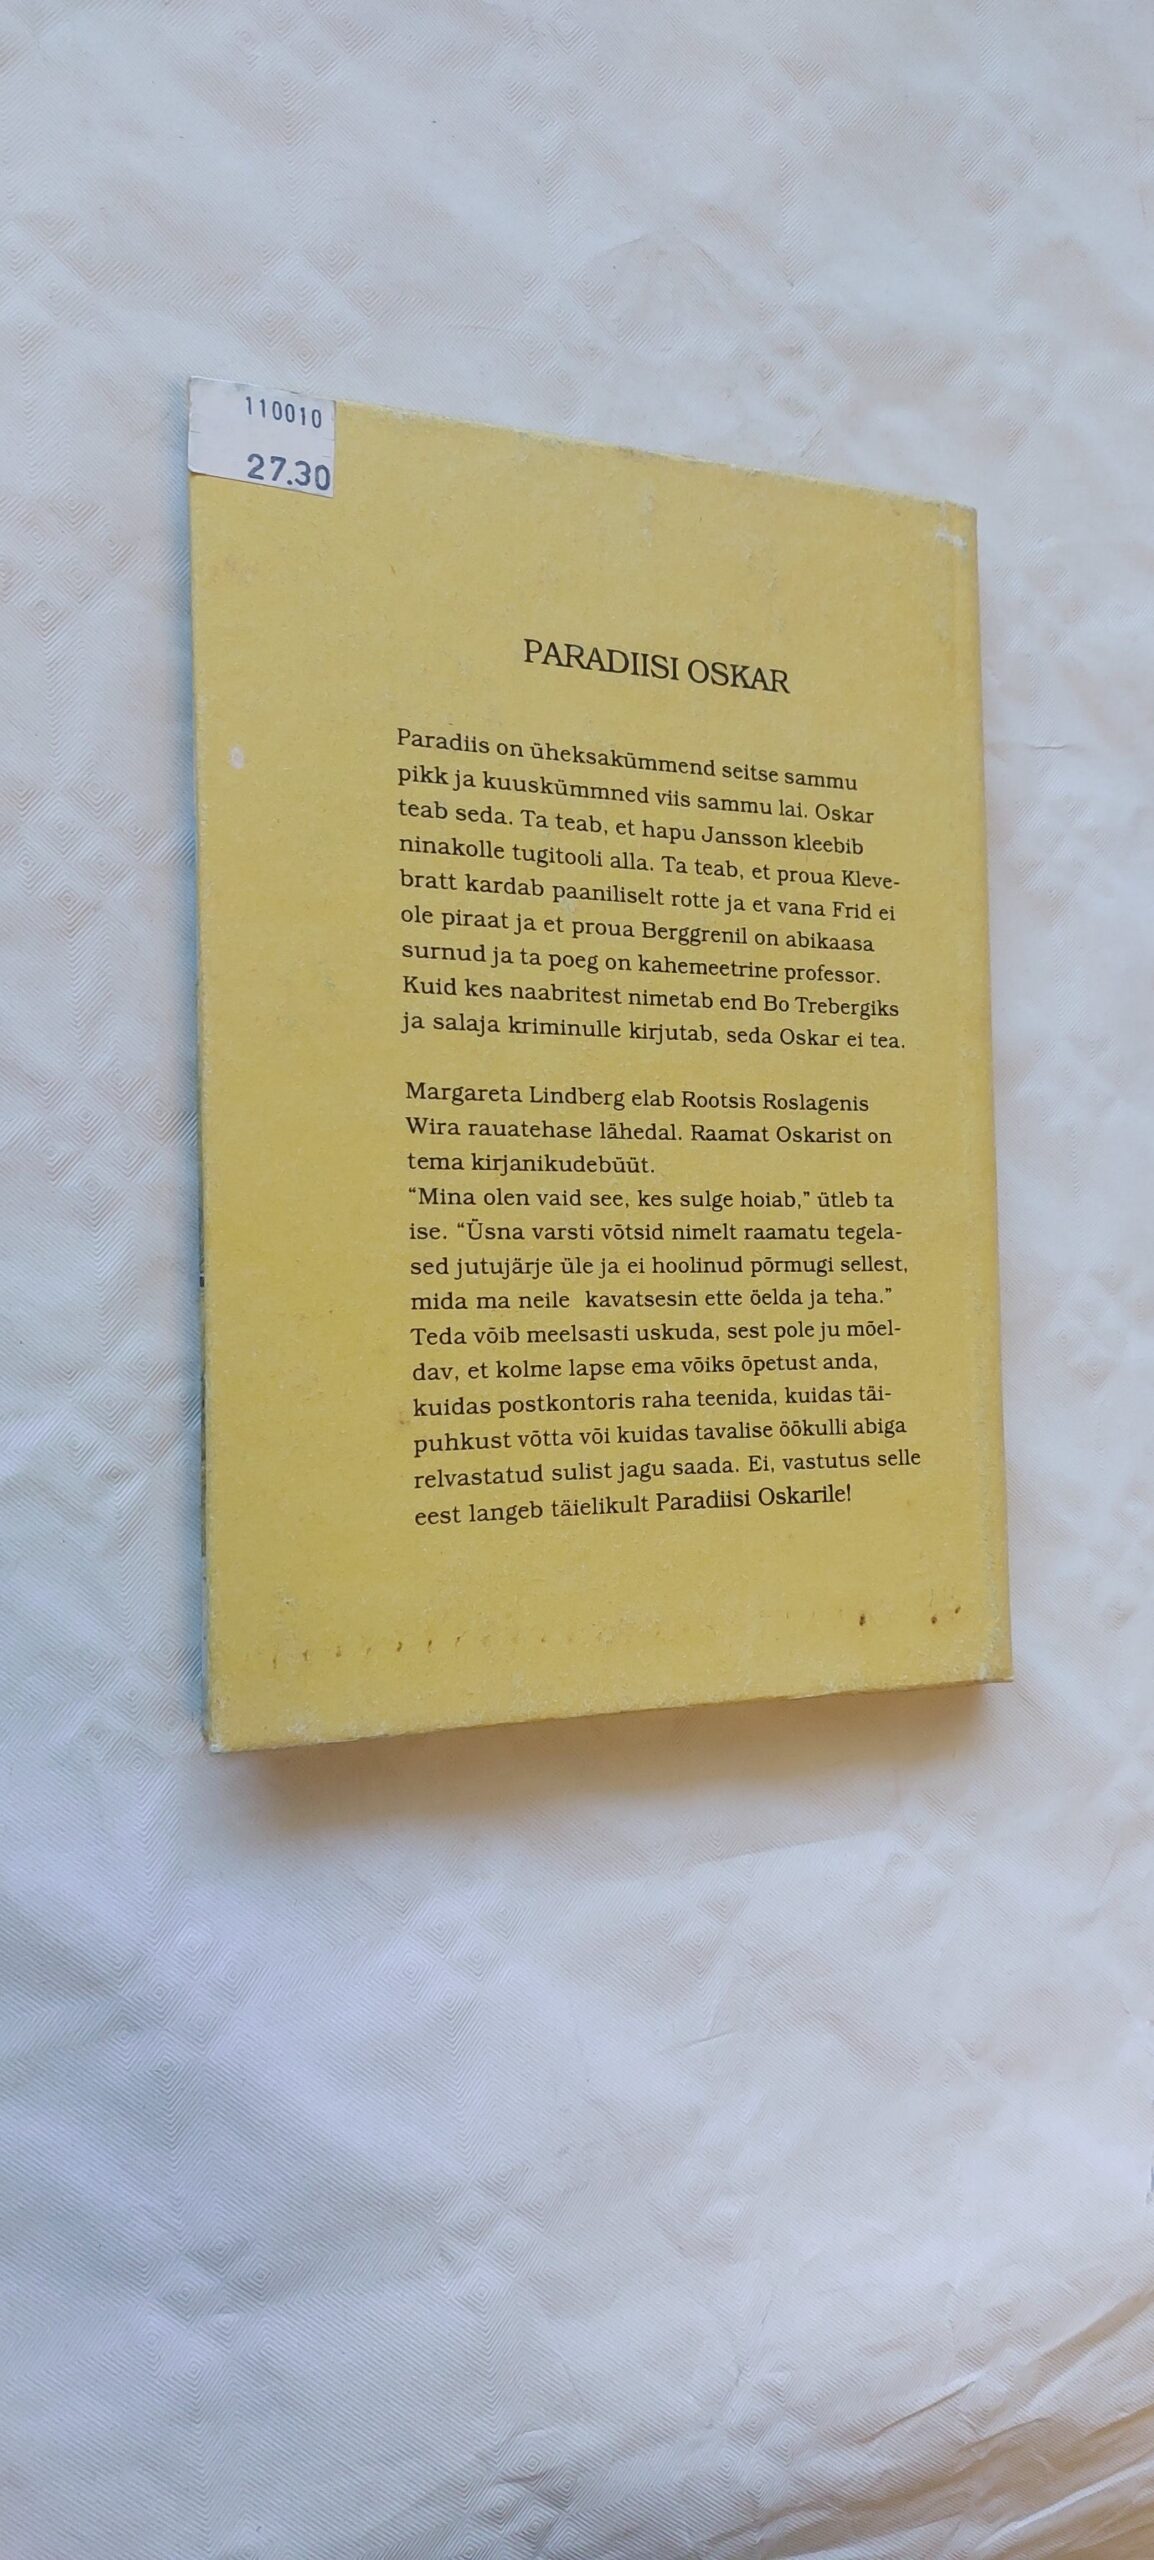 110010
27.30
PARADIISI OSKAR
Paradiis on üheksakümmend seitse sammu
pikk ja kuuskümmned viis sammu lai. Oskar
teab seda. Ta teab, et hapu Jansson kleebib
ninakolle tugitooli alla. Ta teab, et proua Kleve-
bratt kardab paaniliselt rotte ja et vana Frid ei
ole piraat ja et proua Berggrenil on abikaasa
surnud ja ta poeg on kahemeetrine professor.
Kuid kes naabritest nimetab end Bo Trebergiks
ja salaja kriminulle kirjutab, seda Oskar ei tea.
Margareta Lindberg elab Rootsis Roslagenis
Wira rauatehase lähedal. Raamat Oskarist on
tema kirjanikudebüüt.
“Mina olen vaid see, kes sulge hoiab,” ütleb ta
ise. “Üsna varsti võtsid nimelt raamatu tegela-
sed jutujärje üle ja ei hoolinud põrmugi sellest,
mida ma neile kavatsesin ette öelda ja teha.”
Teda võib meelsasti uskuda, sest pole ju mõel-
dav, et kolme lapse ema võiks õpetust anda,
kuidas postkontoris raha teenida, kuidas täi-
puhkust võtta või kuidas tavalise öökulli abiga
relvastatud sulist jagu saada. Ei, vastutus selle
eest langeb täielikult Paradiisi Oskarile!